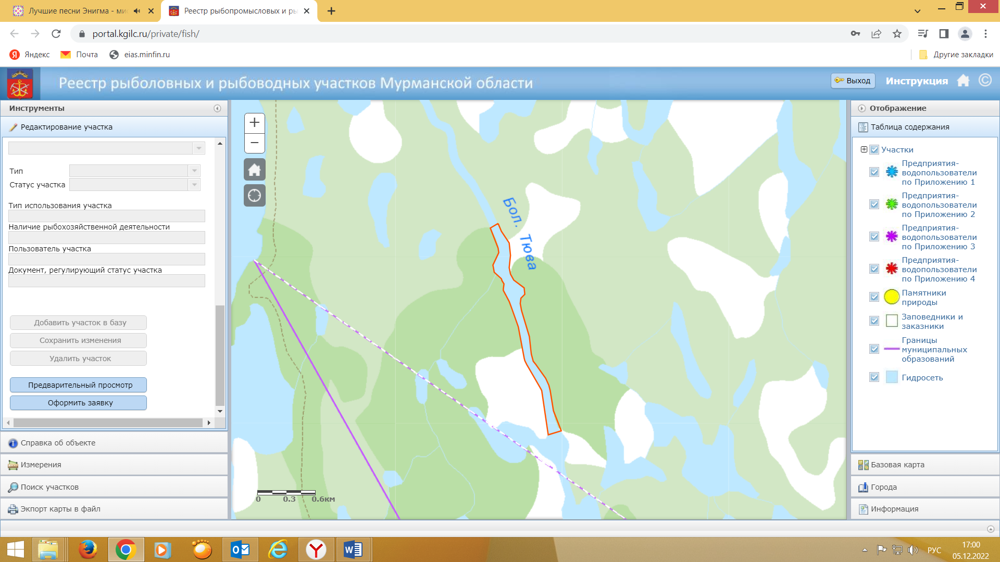 Лучшие песни Энигма - мис
Реестр рыбопромысловых и ры
portal.kgilc.ru/private/fish/
Яндекс
Почта
eias.minfin.ru
Другие закладки
Реестр рыболовных и рыбоводных участков Мурманской области
Выход
Инструкция
Инструменты
Редактирование участка
Тип
Статус участка
Тип использования участка
Наличие рыбохозяйственной деятельности
Пользователь участка
Документ, регулирующий статус участка
Добавить участок в базу
Сохранить изменения
Удалить участок
Предварительный просмотр
Оформить заявку
Справка об объекте
Измерения
Поиск участков
Экспорт карты в файл
+
−
Бол. Тюва
0 0.3 0.6км
Отображение
Таблица содержания
Участки
Предприятия-
водопользователи
по Приложению 1
Предприятия-
водопользователи
по Приложению 2
Предприятия-
водопользователи
по Приложению 3
Предприятия-
водопользователи
по Приложению 4
Памятники
природы
Заповедники и
заказники
Границы
муниципальных
образований
Гидросеть
Базовая карта
Города
Информация
РУС
17:00
05.12.2022